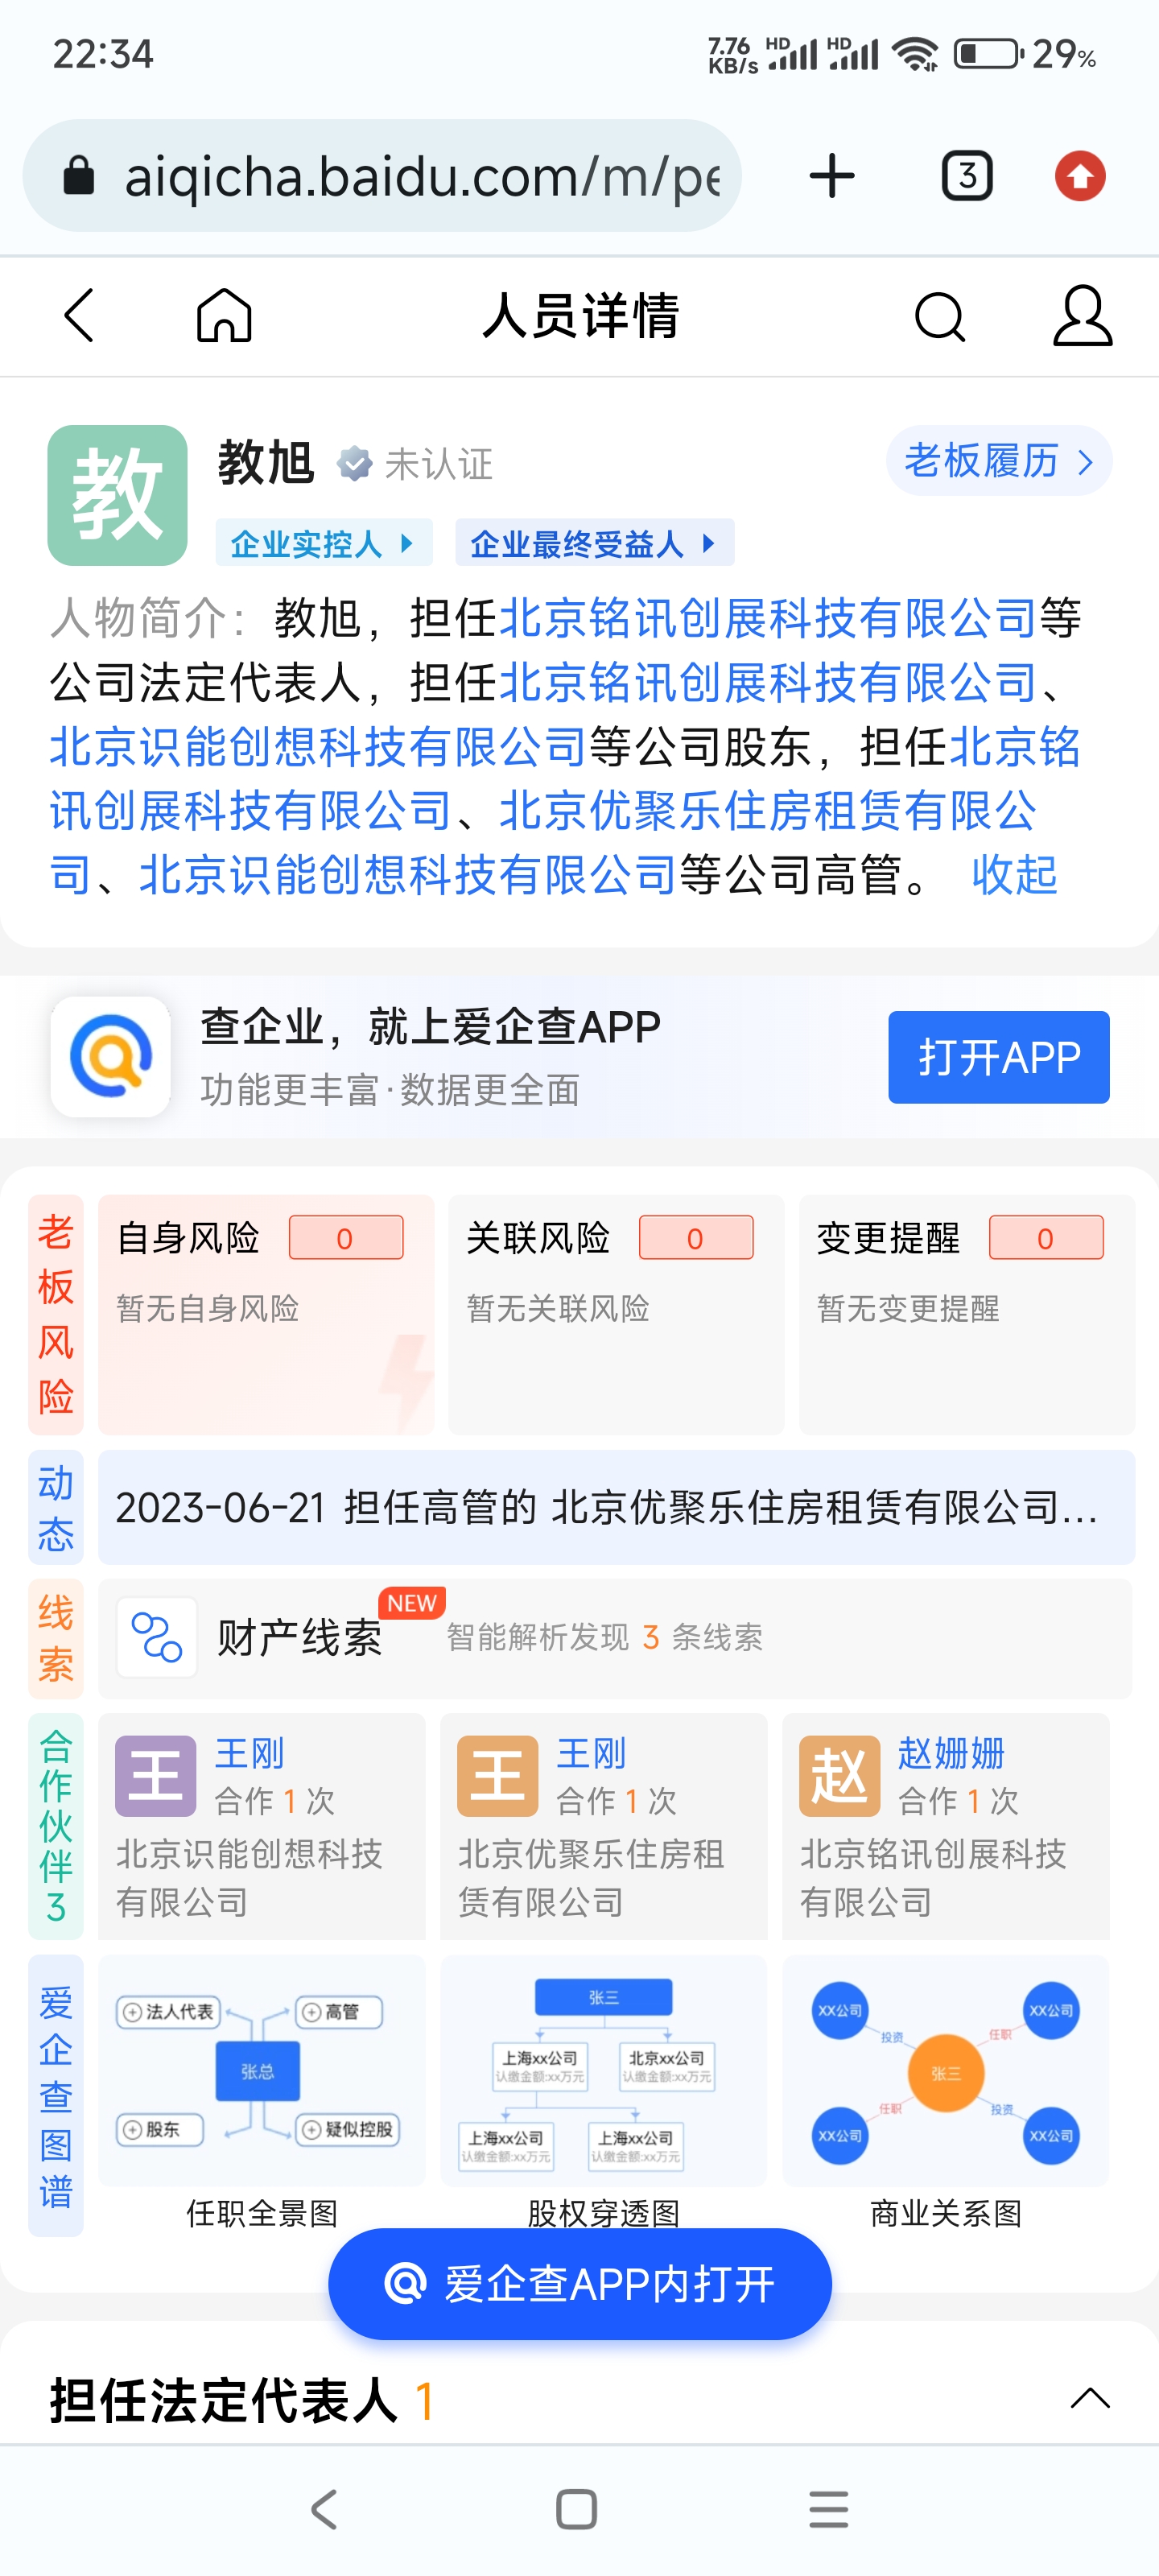 22:34
7.76 KB/s HD HD 29%
aiqicha.baidu.com/m/pe
3
人员详情
教
教旭 未认证
老板履历
企业实控人 企业最终受益人
人物简介：教旭，担任北京铭讯创展科技有限公司等
公司法定代表人，担任北京铭讯创展科技有限公司、
北京识能创想科技有限公司等公司股东，担任北京铭
讯创展科技有限公司、北京优聚乐住房租赁有限公
司、北京识能创想科技有限公司等公司高管。 收起
查企业，就上爱企查APP
功能更丰富·数据更全面
打开APP
老板风险
自身风险 0
暂无自身风险
关联风险 0
暂无关联风险
变更提醒 0
暂无变更提醒
动态
2023-06-21 担任高管的 北京优聚乐住房租赁有限公司...
线索
财产线索 NEW 智能解析发现 3 条线索
合作伙伴3
王
王刚
合作 1 次
北京识能创想科技
有限公司
王
王刚
合作 1 次
北京优聚乐住房租
赁有限公司
赵
赵姗姗
合作 1 次
北京铭讯创展科技
有限公司
爱企查图谱
法人代表
高管
张总
股东
疑似控股
任职全景图
张三
上海xx公司
认缴金额:xx万元
北京xx公司
认缴金额:xx万元
上海xx公司
认缴金额:xx万元
上海xx公司
认缴金额:xx万元
股权穿透图
XX公司
XX公司
投资
任职
张三
任职
投资
XX公司
XX公司
商业关系图
爱企查APP内打开
担任法定代表人 1